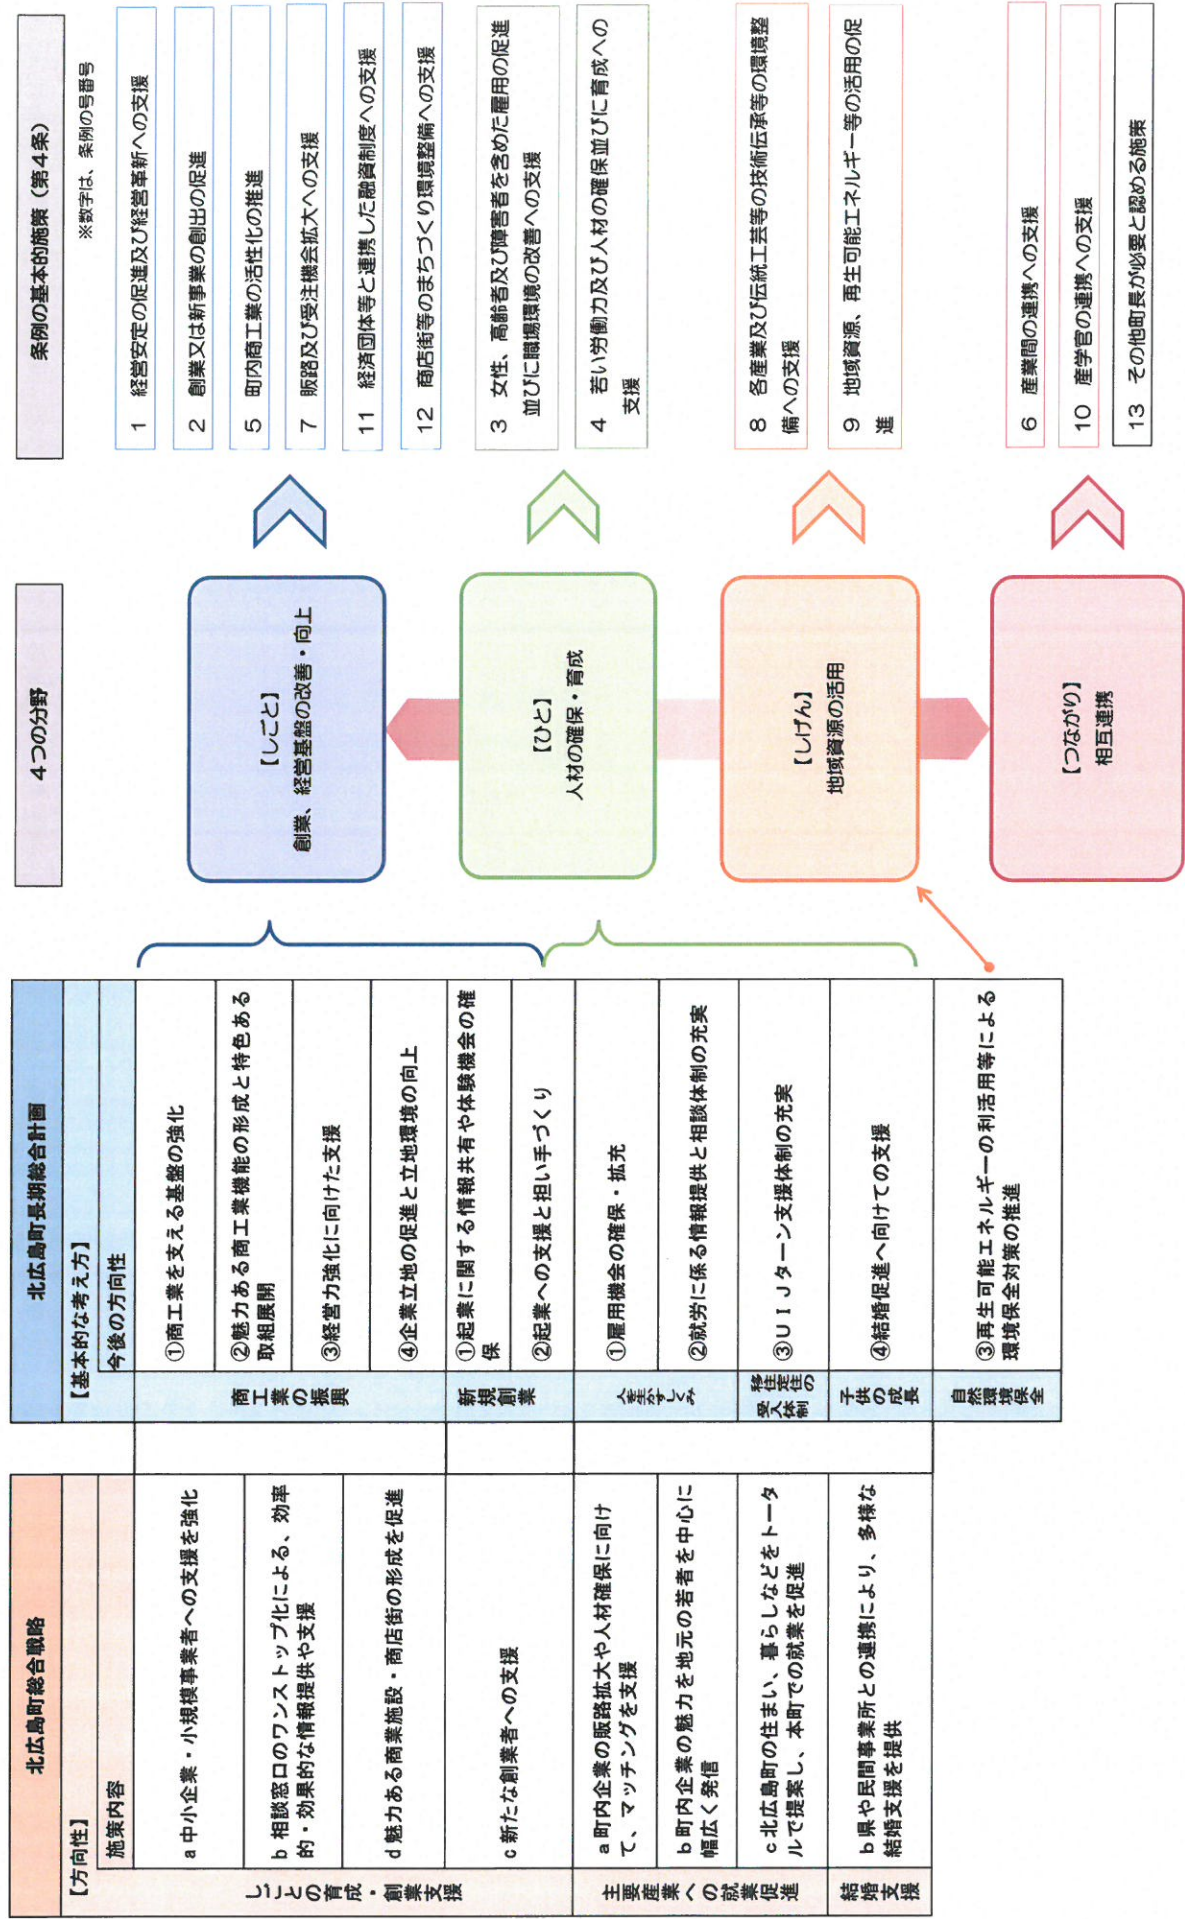 北広島町総合戦略
【方向性】
施策内容
しごとの育成・創業支援
a 中小企業・小規模事業者への支援を強化
b 相談窓口のワンストップ化による、効率
的・効果的な情報提供や支援
d 魅力ある商業施設・商店街の形成を促進
c 新たな創業者への支援
主要産業への就業促進
a 町内企業の販路拡大や人材確保に向け
て、マッチングを支援
b 町内企業の魅力を地元の若者を中心に
幅広く発信
c 北広島町の住まい、暮らしなどをトータ
ルで提案し、本町での就業を促進
結婚支援
b 県や民間事業所との連携により、多様な
結婚支援を提供
北広島町長期総合計画
【基本的な考え方】
今後の方向性
商工業の振興
①商工業を支える基盤の強化
②魅力ある商工業機能の形成と特色ある
取組展開
③経営力強化に向けた支援
④企業立地の促進と立地環境の向上
新規創業
①起業に関する情報共有や体験機会の確
保
②起業への支援と担い手づくり
人を生かすしくみ
①雇用機会の確保・拡充
②就労に係る情報提供と相談体制の充実
移住定住の
受入体制
③UIJターン支援体制の充実
子供の成長
④結婚促進へ向けての支援
自然環境保全
③再生可能エネルギーの利活用等による
環境保全対策の推進
4つの分野
【しごと】
創業、経営基盤の改善・向上
【ひと】
人材の確保・育成
【しげん】
地域資源の活用
【つながり】
相互連携
条例の基本的施策（第4条）
※数字は、条例の号番号
1 経営安定の促進及び経営革新への支援
2 創業又は新事業の創出の促進
5 町内商工業の活性化の推進
7 販路及び受注機会拡大への支援
11 経済団体等と連携した融資制度への支援
12 商店街等のまちづくり環境整備への支援
3 女性、高齢者及び障害者を含めた雇用の促進
並びに職場環境の改善への支援
4 若い労働力及び人材の確保並びに育成への
支援
8 各産業及び伝統工芸等の技術伝承等の環境整
備への支援
9 地域資源、再生可能エネルギー等の活用の促
進
6 産業間の連携への支援
10 産学官の連携への支援
13 その他町長が必要と認める施策